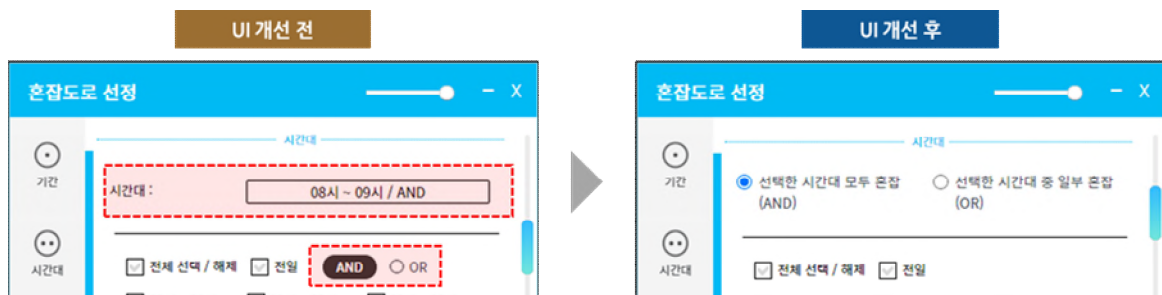 UI 개선 전
혼잡도로 선정
− X
시간대
기간
시간대 :
08시 ~ 09시 / AND
시간대
전체 선택 / 해제
전일
AND
OR
UI 개선 후
혼잡도로 선정
− X
시간대
기간
선택한 시간대 모두 혼잡
(AND)
선택한 시간대 중 일부 혼잡
(OR)
시간대
전체 선택 / 해제
전일